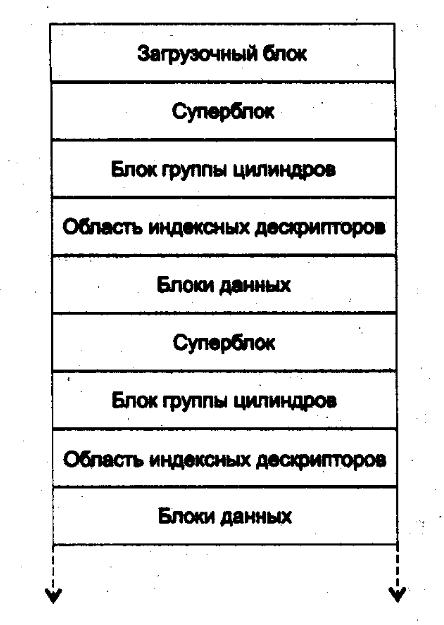 Загрузочный блок
Суперблок
Блок группы цилиндров
Область индексных дескрипторов
Блоки данных
Суперблок
Блок группы цилиндров
Область индексных дескрипторов
Блоки данных